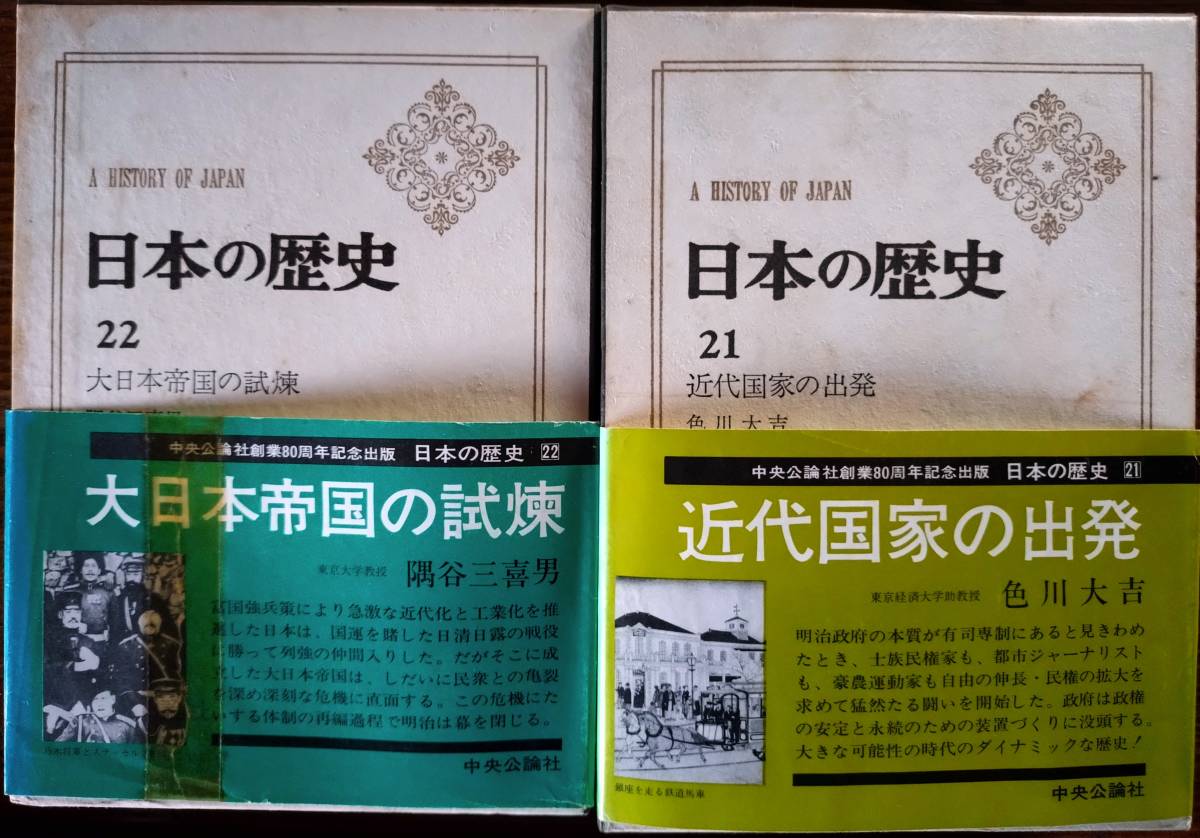 A HISTORY OF JAPAN
日本の歴史
22
大日本帝国の試煉
中央公論社創業80周年記念出版 日本の歴史 22
大日本帝国の試煉
東京大学教授 隅谷三喜男
富国強兵策により急激な近代化と工業化を推
進した日本は、国運を賭した日清日露の戦役
に勝って列強の仲間入りした。だがそこに成
立した大日本帝国は、しだいに民衆との亀裂
を深め深刻な危機に直面する。この危機にた
いする体制の再編過程で明治は幕を閉じる。
乃木将軍とステッセル
中央公論社
A HISTORY OF JAPAN
日本の歴史
21
近代国家の出発
色川大吉
中央公論社創業80周年記念出版 日本の歴史 21
近代国家の出発
東京経済大学助教授 色川大吉
明治政府の本質が有司専制にあると見きわめ
たとき、士族民権家も、都市ジャーナリスト
も、豪農運動家も自由の伸長・民権の拡大を
求めて猛然たる闘いを開始した。政府は政権
の安定と永続のための装置づくりに没頭する。
大きな可能性の時代のダイナミックな歴史!
銀座を走る鉄道馬車
中央公論社